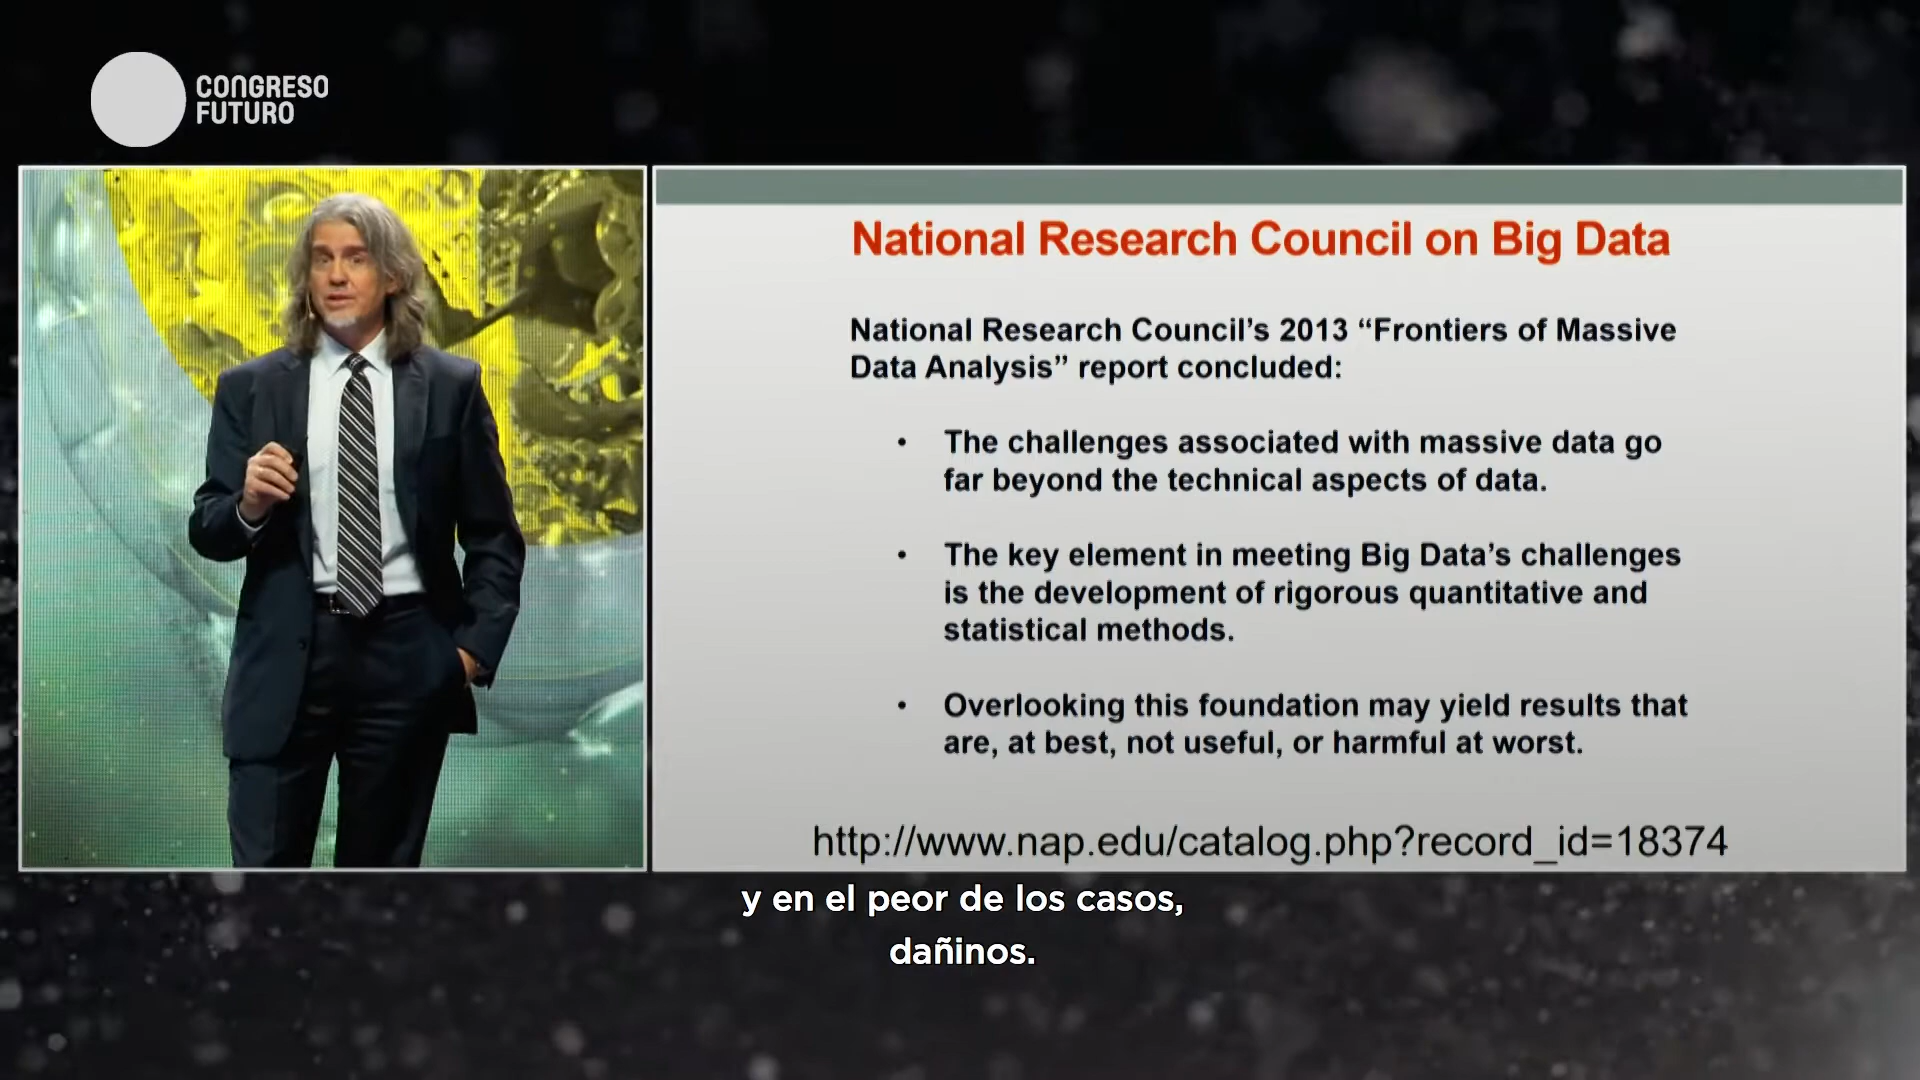 CONGRESO
FUTURO
National Research Council on Big Data
National Research Council’s 2013 “Frontiers of Massive
Data Analysis” report concluded:
• The challenges associated with massive data go
far beyond the technical aspects of data.
• The key element in meeting Big Data’s challenges
is the development of rigorous quantitative and
statistical methods.
• Overlooking this foundation may yield results that
are, at best, not useful, or harmful at worst.
http://www.nap.edu/catalog.php?record_id=18374
y en el peor de los casos,
dañinos.